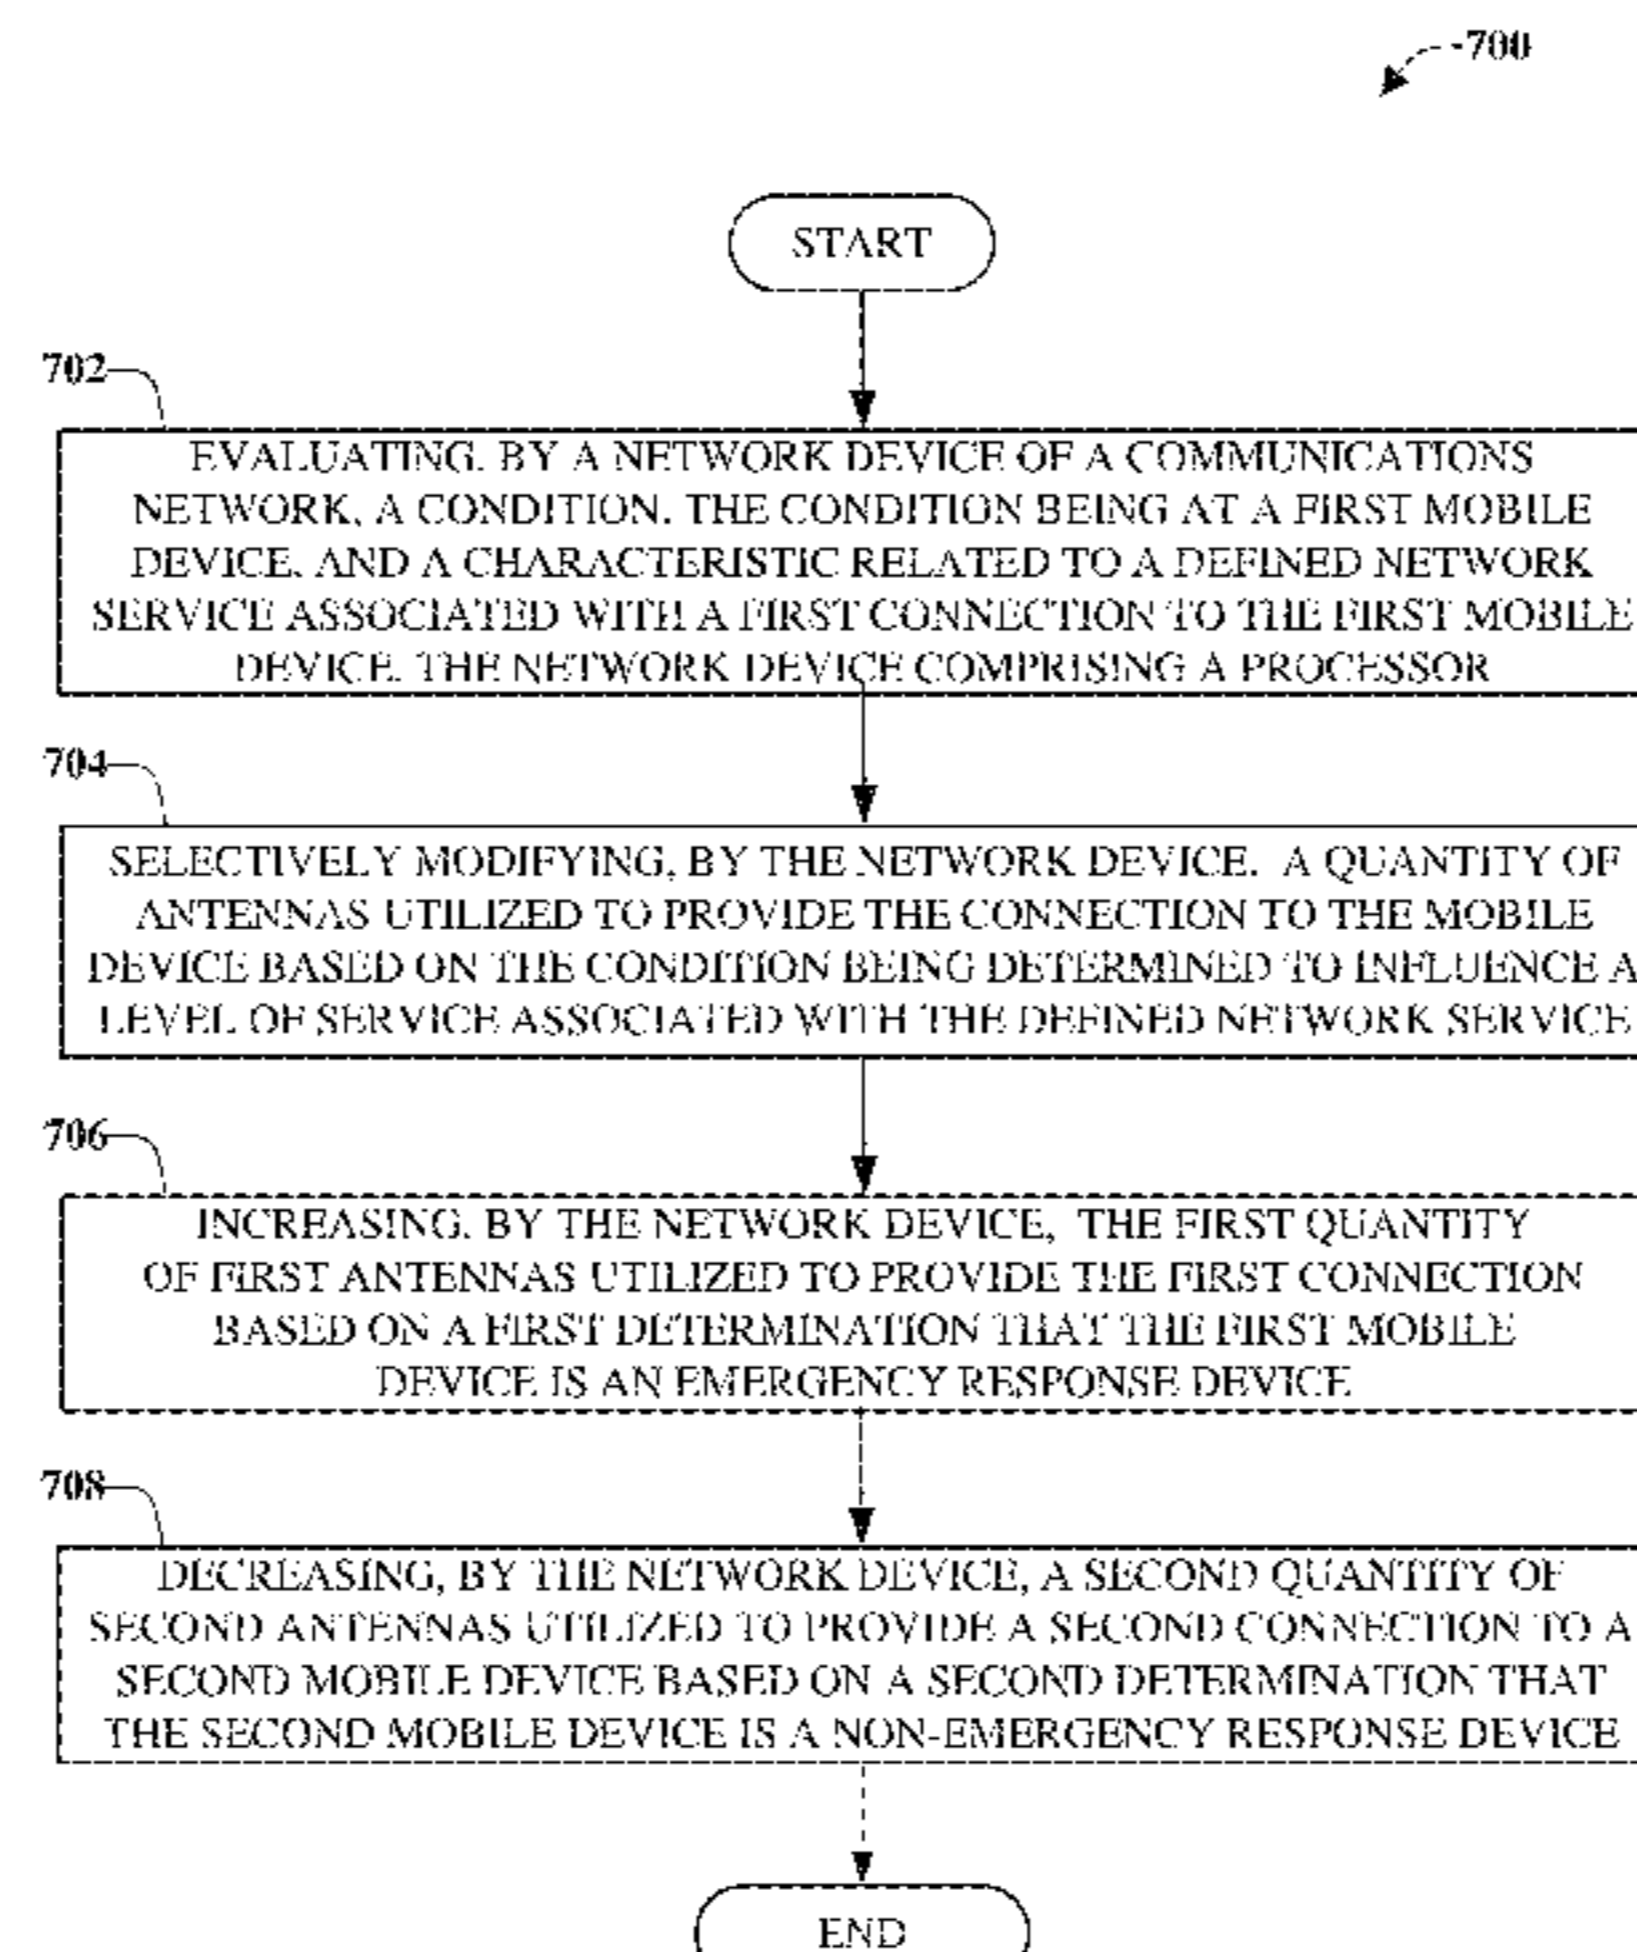 700
START
702
EVALUATING, BY A NETWORK DEVICE OF A COMMUNICATIONS
NETWORK, A CONDITION, THE CONDITION BEING AT A FIRST MOBILE
DEVICE, AND A CHARACTERISTIC RELATED TO A DEFINED NETWORK
SERVICE ASSOCIATED WITH A FIRST CONNECTION TO THE FIRST MOBILE
DEVICE, THE NETWORK DEVICE COMPRISING A PROCESSOR
704
SELECTIVELY MODIFYING, BY THE NETWORK DEVICE, A QUANTITY OF
ANTENNAS UTILIZED TO PROVIDE THE CONNECTION TO THE MOBILE
DEVICE BASED ON THE CONDITION BEING DETERMINED TO INFLUENCE A
LEVEL OF SERVICE ASSOCIATED WITH THE DEFINED NETWORK SERVICE
706
INCREASING, BY THE NETWORK DEVICE, THE FIRST QUANTITY
OF FIRST ANTENNAS UTILIZED TO PROVIDE THE FIRST CONNECTION
BASED ON A FIRST DETERMINATION THAT THE FIRST MOBILE
DEVICE IS AN EMERGENCY RESPONSE DEVICE
708
DECREASING, BY THE NETWORK DEVICE, A SECOND QUANTITY OF
SECOND ANTENNAS UTILIZED TO PROVIDE A SECOND CONNECTION TO A
SECOND MOBILE DEVICE BASED ON A SECOND DETERMINATION THAT
THE SECOND MOBILE DEVICE IS A NON-EMERGENCY RESPONSE DEVICE
END